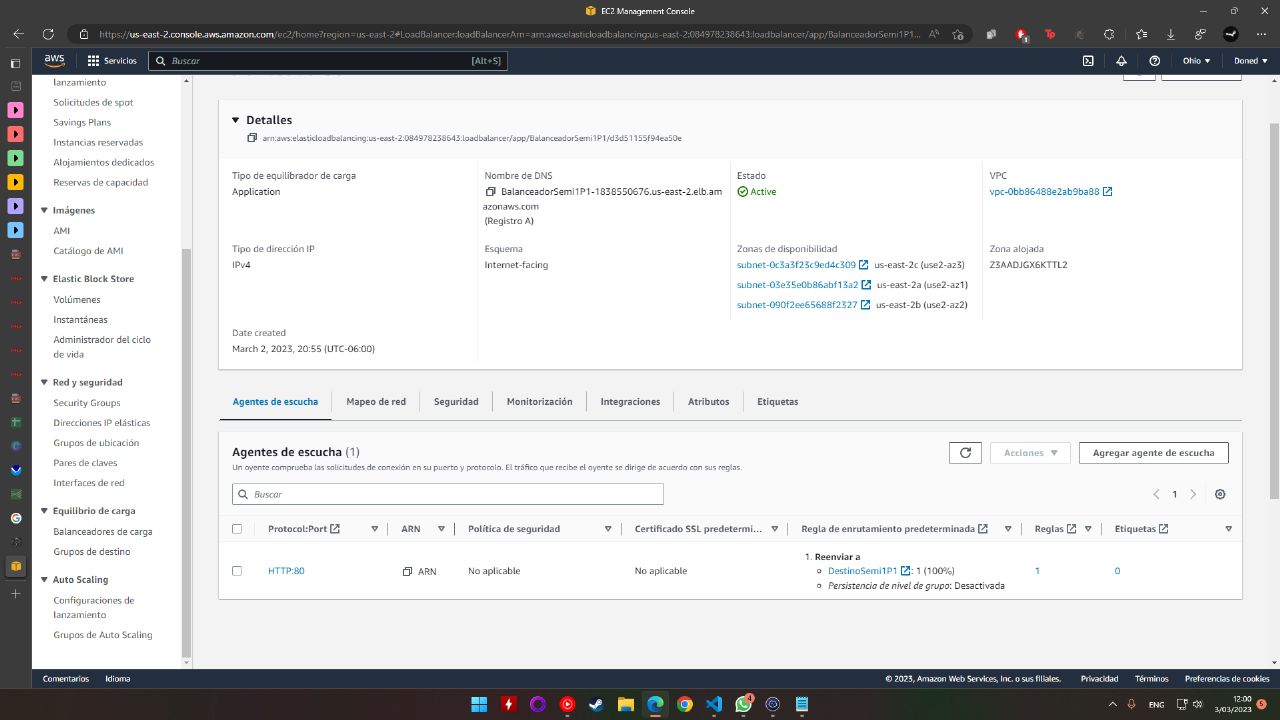 EC2 Management Console
https://us-east-2.console.aws.amazon.com/ec2/home?region=us-east-2#LoadBalancer:loadBalancerArn=arn:aws:elasticloadbalancing:us-east-2:084978238643:loadbalancer/app/BalanceadorSemi1P1...
aws
Servicios
Buscar
[Alt+S]
Ohio
Doned
lanzamiento
Solicitudes de spot
Savings Plans
Instancias reservadas
Alojamientos dedicados
Reservas de capacidad
Imágenes
AMI
Catálogo de AMI
Elastic Block Store
Volúmenes
Instantáneas
Administrador del ciclo
de vida
Red y seguridad
Security Groups
Direcciones IP elásticas
Grupos de ubicación
Pares de claves
Interfaces de red
Equilibrio de carga
Balanceadores de carga
Grupos de destino
Auto Scaling
Configuraciones de
lanzamiento
Grupos de Auto Scaling
Detalles
arn:aws:elasticloadbalancing:us-east-2:084978238643:loadbalancer/app/BalanceadorSemi1P1/d3d51155f94ea50e
Tipo de equilibrador de carga
Application
Nombre de DNS
BalanceadorSemi1P1-1838550676.us-east-2.elb.am
azonaws.com
(Registro A)
Estado
Active
VPC
vpc-0bb86488e2ab9ba88
Tipo de dirección IP
IPv4
Esquema
Internet-facing
Zonas de disponibilidad
subnet-0c3a3f23c9ed4c309 us-east-2c (use2-az3)
subnet-03e35e0b86abf13a2 us-east-2a (use2-az1)
subnet-090f2ee65688f2327 us-east-2b (use2-az2)
Zona alojada
Z3AADJGX6KTTL2
Date created
March 2, 2023, 20:55 (UTC-06:00)
Agentes de escucha
Mapeo de red
Seguridad
Monitorización
Integraciones
Atributos
Etiquetas
Agentes de escucha (1)
Un oyente comprueba las solicitudes de conexión en su puerto y protocolo. El tráfico que recibe el oyente se dirige de acuerdo con sus reglas.
Acciones
Agregar agente de escucha
Buscar
1
Protocol:Port
ARN
Política de seguridad
Certificado SSL predetermi...
Regla de enrutamiento predeterminada
Reglas
Etiquetas
HTTP:80
ARN
No aplicable
No aplicable
1. Reenviar a
DestinoSemi1P1 : 1 (100%)
Persistencia de nivel de grupo: Desactivada
1
0
Comentarios
Idioma
© 2023, Amazon Web Services, Inc. o sus filiales.
Privacidad
Términos
Preferencias de cookies
4
ENG
12:00
3/03/2023
5